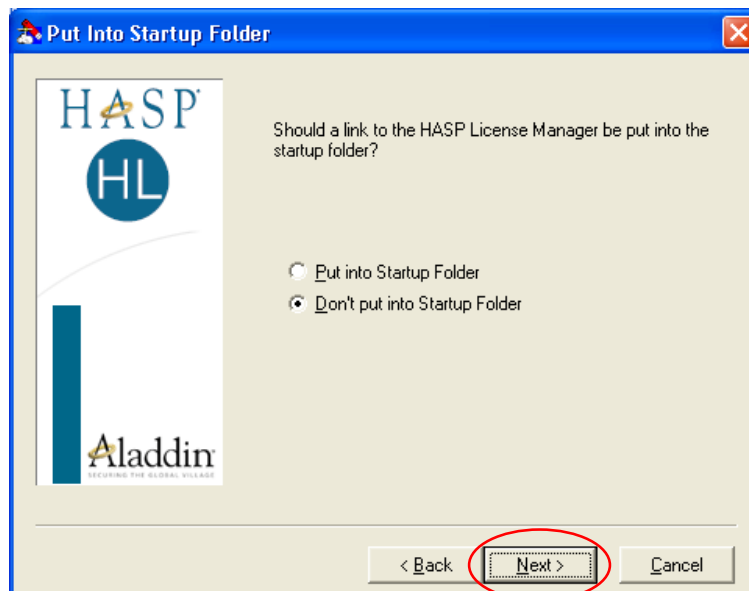 Put Into Startup Folder
HASP®
HL
Should a link to the HASP License Manager be put into the
startup folder?
Put into Startup Folder
Don't put into Startup Folder
Aladdin
SECURING THE GLOBAL VILLAGE
< Back
Next >
Cancel